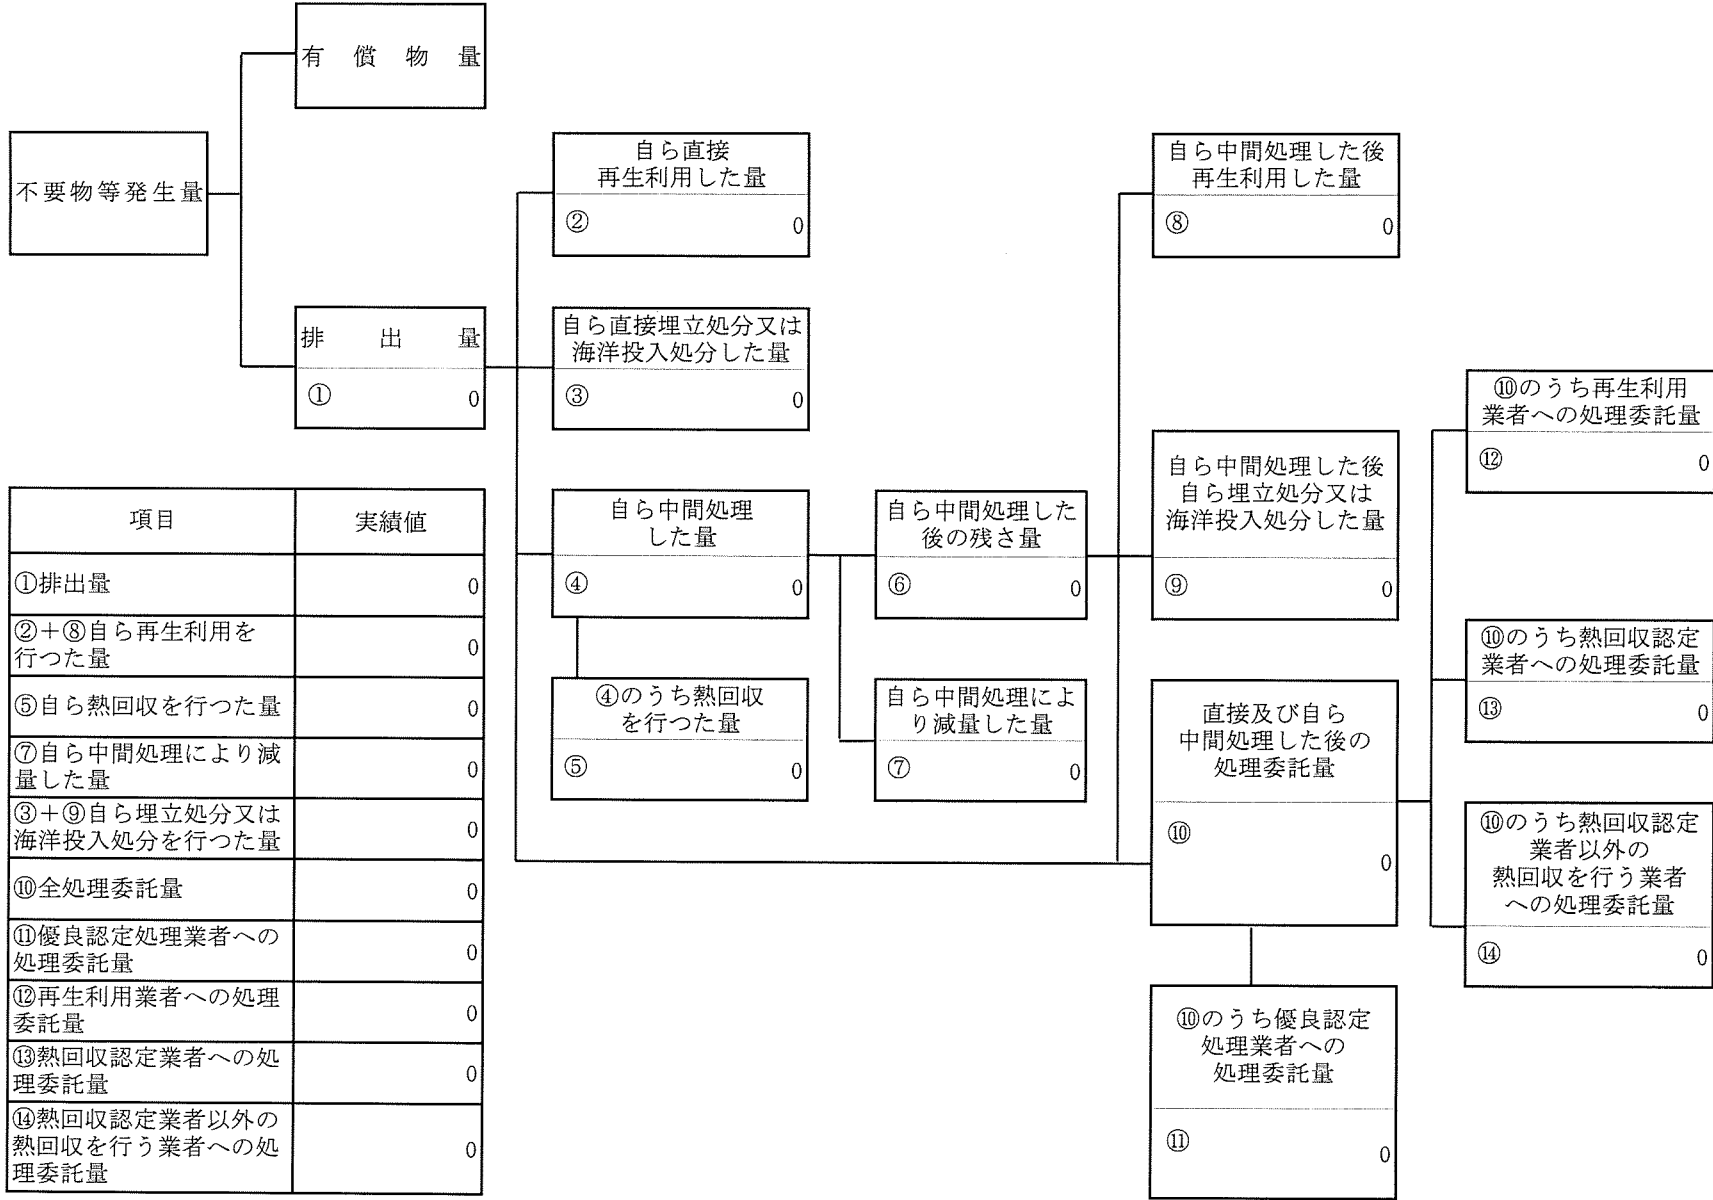 有償物量
不要物等発生量
排出量
① 0
自ら直接
再生利用した量
② 0
自ら直接埋立処分又は
海洋投入処分した量
③ 0
自ら中間処理
した量
④ 0
④のうち熱回収
を行つた量
⑤ 0
自ら中間処理した
後の残さ量
⑥ 0
自ら中間処理によ
り減量した量
⑦ 0
自ら中間処理した後
再生利用した量
⑧ 0
自ら中間処理した後
自ら埋立処分又は
海洋投入処分した量
⑨ 0
直接及び自ら
中間処理した後の
処理委託量
⑩ 0
⑩のうち優良認定
処理業者への
処理委託量
⑪ 0
⑩のうち再生利用
業者への処理委託量
⑫ 0
⑩のうち熱回収認定
業者への処理委託量
⑬ 0
⑩のうち熱回収認定
業者以外の
熱回収を行う業者
への処理委託量
⑭ 0
項目 実績値
①排出量 0
②+⑧自ら再生利用を
行つた量 0
⑤自ら熱回収を行つた量 0
⑦自ら中間処理により減
量した量 0
③+⑨自ら埋立処分又は
海洋投入処分を行つた量 0
⑩全処理委託量 0
⑪優良認定処理業者への
処理委託量 0
⑫再生利用業者への処理
委託量 0
⑬熱回収認定業者への処
理委託量 0
⑭熱回収認定業者以外の
熱回収を行う業者への処
理委託量 0